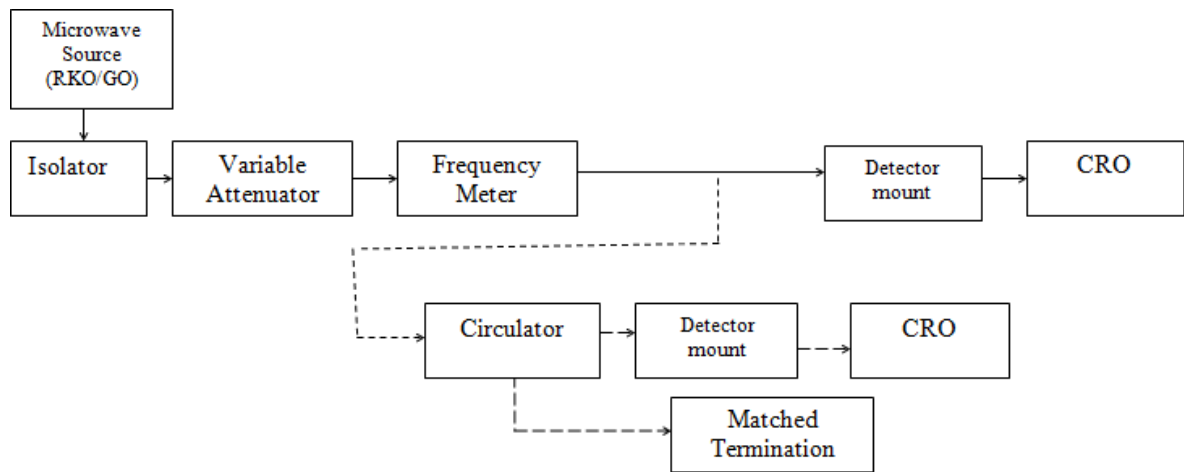 Microwave
Source
(RKO/GO)
Isolator
Variable
Attenuator
Frequency
Meter
Detector
mount
CRO
Circulator
Detector
mount
CRO
Matched
Termination